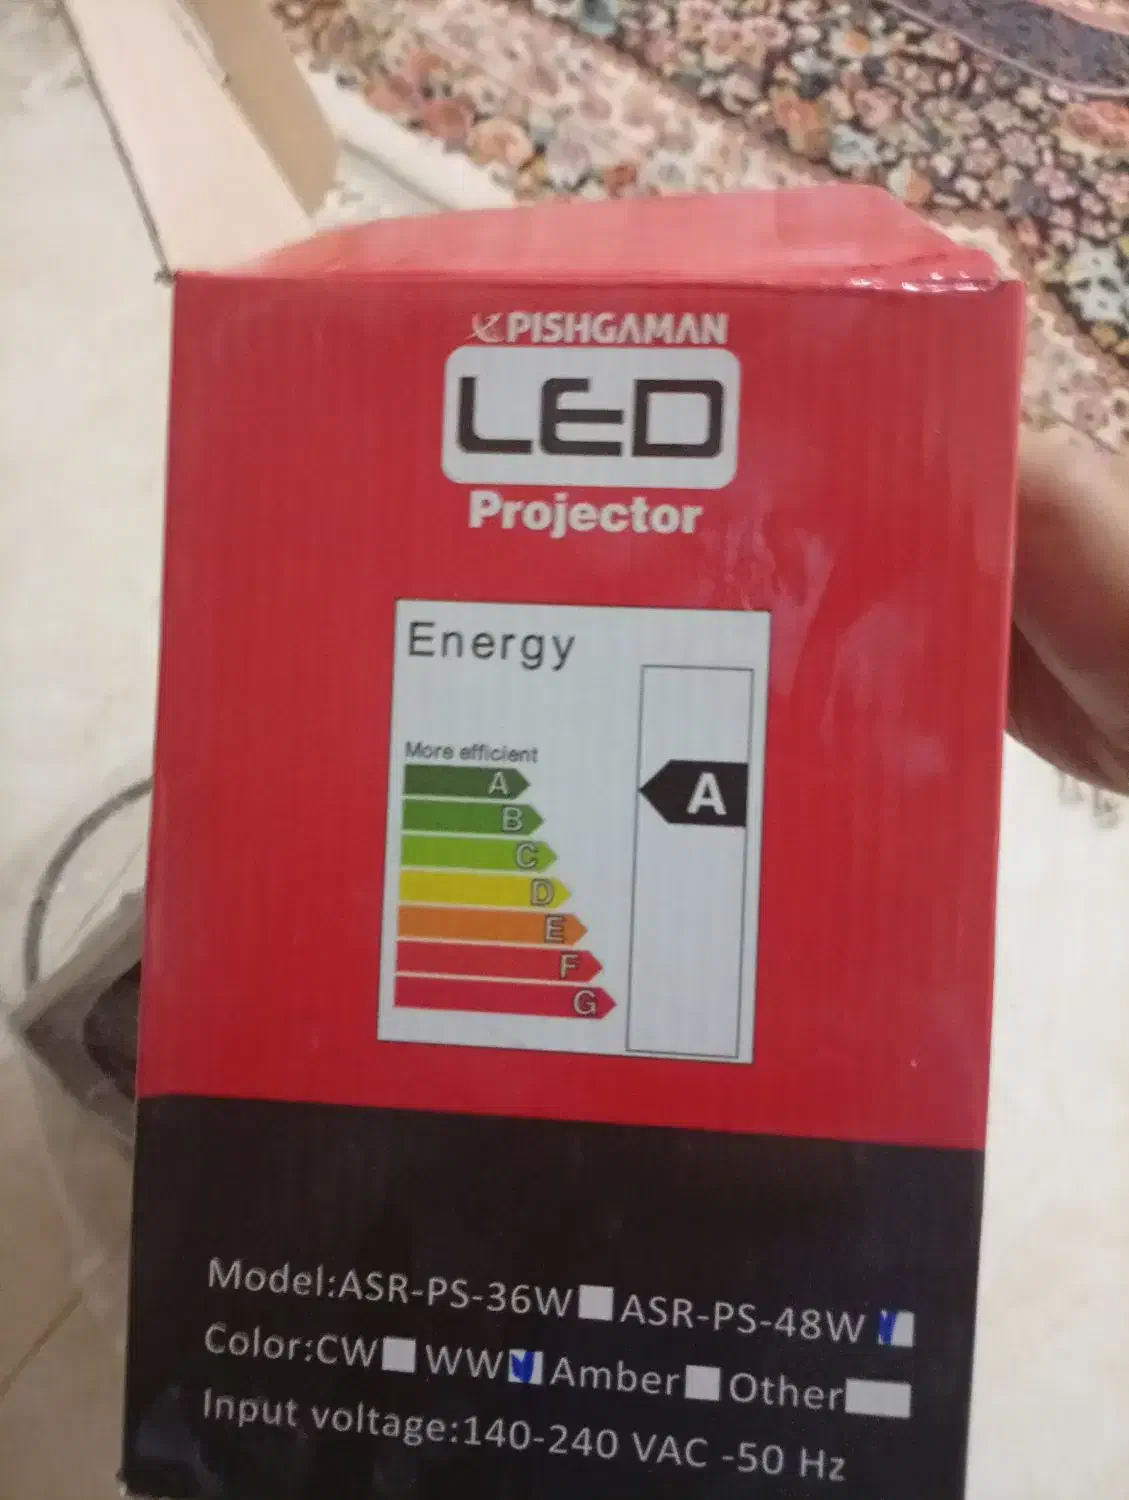 PISHGAMAN
LED
Projector
Energy
More efficient
A
A
B
C
D
E
F
G
Model:ASR-PS-36W ASR-PS-48W
Color:CW WW Amber Other
Input voltage:140-240 VAC -50 Hz